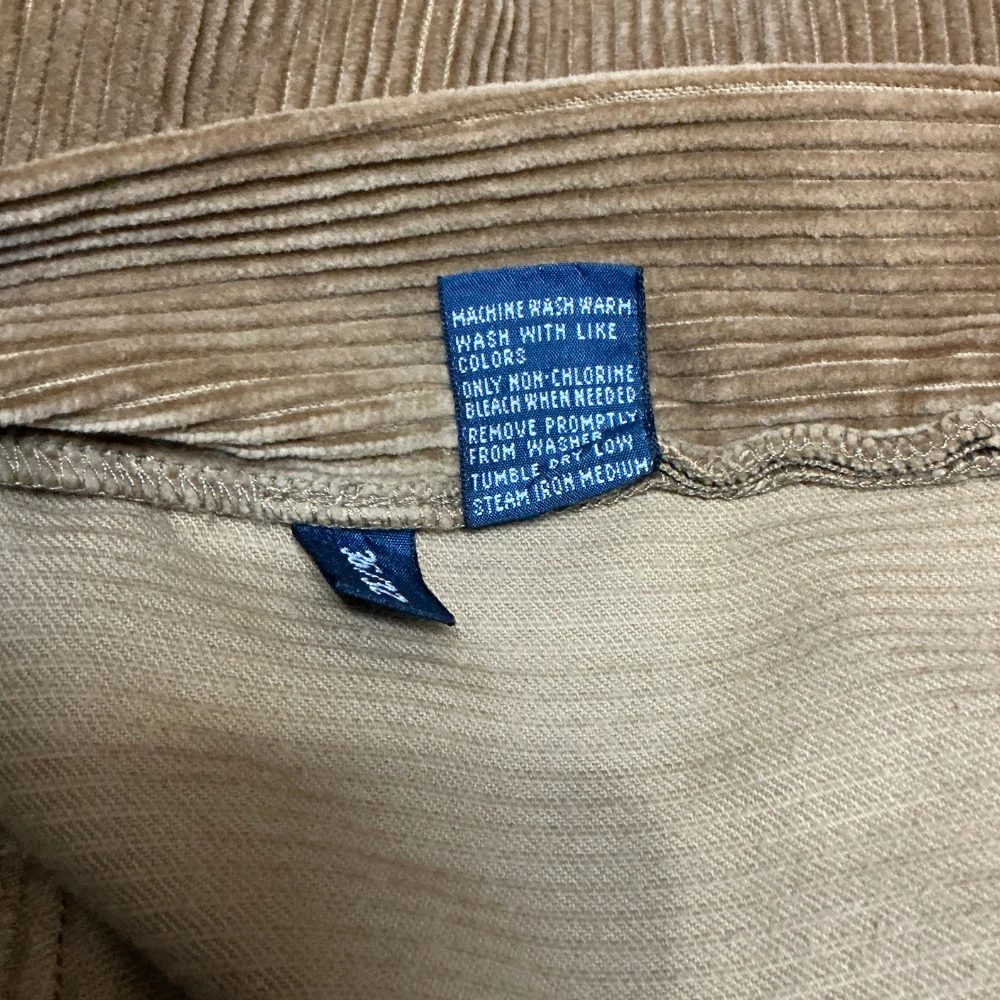 MACHINE WASH WARM
WASH WITH LIKE
COLORS
ONLY NON-CHLORINE
BLEACH WHEN NEEDED
REMOVE PROMPTLY
FROM WASHER
TUMBLE DRY LOW
STEAM IRON MEDIUM